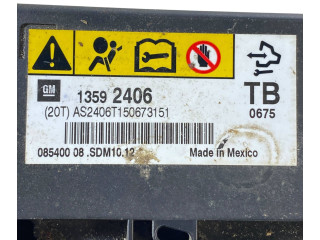 GM
1359 2406
TB
(20T) AS2406T150673151
0675
085400 08 .SDM10.12
Made in Mexico